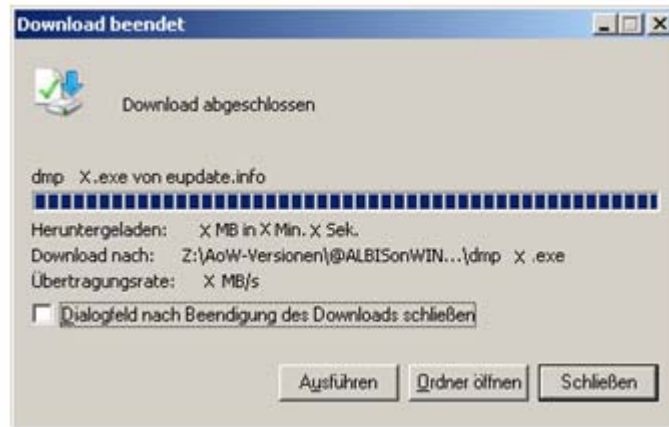 Download beendet
Download abgeschlossen
dmp X.exe von eupdate.info
Heruntergeladen: X MB in X Min. X Sek.
Download nach: Z:\AoW-Versionen\@ALBISonWIN...\dmp X .exe
Übertragungsrate: X MB/s
Dialogfeld nach Beendigung des Downloads schließen
Ausführen Ordner öffnen Schließen